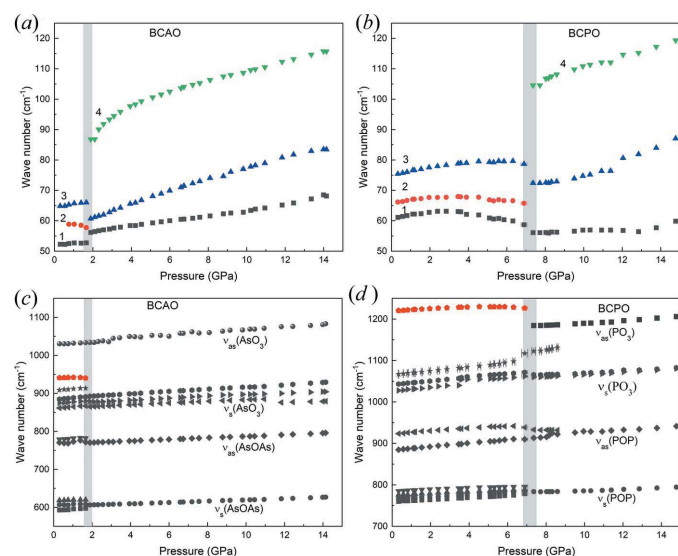 (a)
BCAO
Wave number (cm⁻¹)
120
110
100
90
80
70
60
50
4
3
2
1
0 2 4 6 8 10 12 14
Pressure (GPa)
(b)
BCPO
Wave number (cm⁻¹)
120
110
100
90
80
70
60
50
4
3
2
1
0 2 4 6 8 10 12 14
Pressure (GPa)
(c)
BCAO
Wave number (cm⁻¹)
1100
1000
900
800
700
600
νas(AsO₃)
νs(AsO₃)
νas(AsOAs)
νs(AsOAs)
0 2 4 6 8 10 12 14
Pressure (GPa)
(d)
BCPO
Wave number (cm⁻¹)
1200
1100
1000
900
800
700
νas(PO₃)
νs(PO₃)
νas(POP)
νs(POP)
0 2 4 6 8 10 12 14
Pressure (GPa)